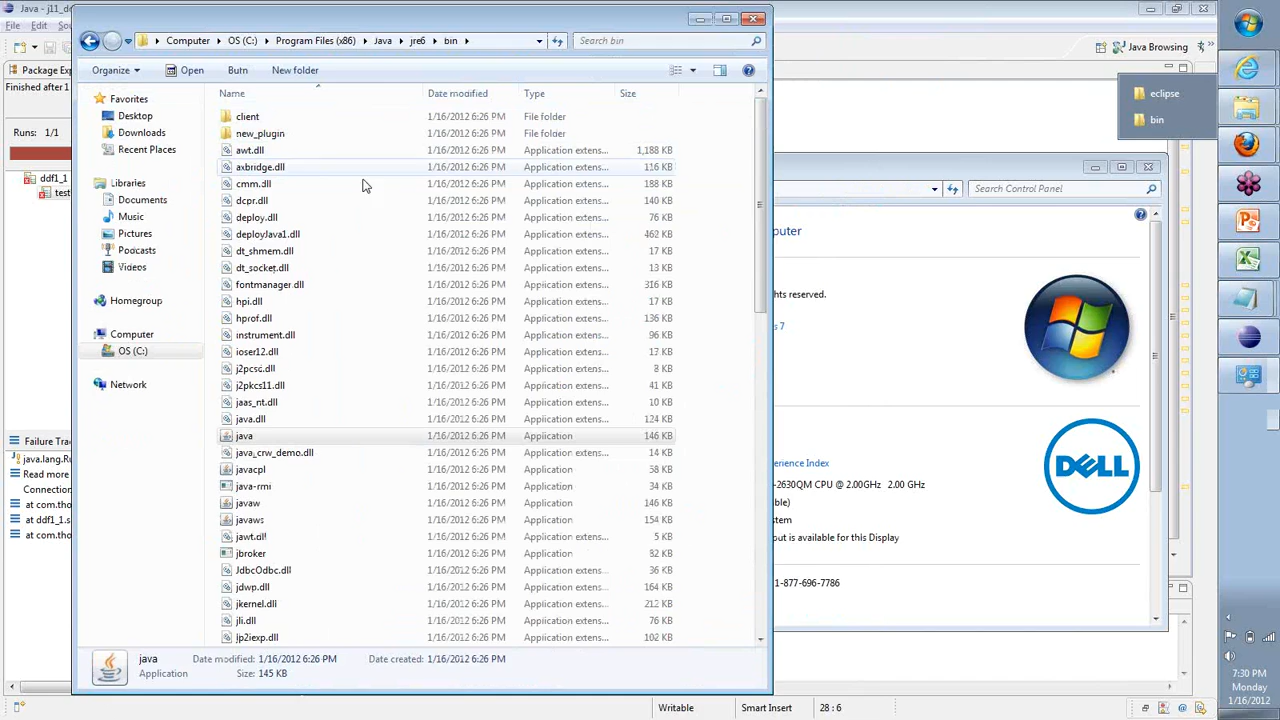 Java - j11_d
File Edit So
Computer OS (C:) Program Files (x86) Java jre6 bin
Search bin
Java Browsing
Package Exp
Finished after 1
Runs: 1/1
Organize Open Burn New folder
eclipse
bin
Name Date modified Type Size
Favorites
Desktop
Downloads
Recent Places
Libraries
Documents
Music
Pictures
Podcasts
Videos
Homegroup
Computer
OS (C:)
Network
ddf1_1
test
client 1/16/2012 6:26 PM File folder
new_plugin 1/16/2012 6:26 PM File folder
awt.dll 1/16/2012 6:26 PM Application extens... 1,188 KB
axbridge.dll 1/16/2012 6:26 PM Application extens... 116 KB
cmm.dll 1/16/2012 6:26 PM Application extens... 188 KB
dcpr.dll 1/16/2012 6:26 PM Application extens... 140 KB
deploy.dll 1/16/2012 6:26 PM Application extens... 76 KB
deployJava1.dll 1/16/2012 6:26 PM Application extens... 462 KB
dt_shmem.dll 1/16/2012 6:26 PM Application extens... 17 KB
dt_socket.dll 1/16/2012 6:26 PM Application extens... 13 KB
fontmanager.dll 1/16/2012 6:26 PM Application extens... 316 KB
hpi.dll 1/16/2012 6:26 PM Application extens... 17 KB
hprof.dll 1/16/2012 6:26 PM Application extens... 136 KB
instrument.dll 1/16/2012 6:26 PM Application extens... 96 KB
ioser12.dll 1/16/2012 6:26 PM Application extens... 13 KB
j2pcsc.dll 1/16/2012 6:26 PM Application extens... 8 KB
j2pkcs11.dll 1/16/2012 6:26 PM Application extens... 41 KB
jaas_nt.dll 1/16/2012 6:26 PM Application extens...
java.dll 1/16/2012 6:26 PM Application extens... 124 KB
java 1/16/2012 6:26 PM Application 146 KB
java_crw_demo.dll 1/16/2012 6:26 PM Application extens... 14 KB
javacpl 1/16/2012 6:26 PM Application 58 KB
java-rmi 1/16/2012 6:26 PM Application 34 KB
javaw 1/16/2012 6:26 PM Application 146 KB
javaws 1/16/2012 6:26 PM Application 154 KB
jawt.dll 1/16/2012 6:26 PM Application extens... 5 KB
jbroker 1/16/2012 6:26 PM Application 82 KB
JdbcOdbc.dll 1/16/2012 6:26 PM Application extens... 36 KB
jdwp.dll 1/16/2012 6:26 PM Application extens... 164 KB
jkernel.dll 1/16/2012 6:26 PM Application extens... 212 KB
jli.dll 1/16/2012 6:26 PM Application extens... 76 KB
jp2iexp.dll 1/16/2012 6:26 PM Application extens... 102 KB
Failure Tra
java.lang.Ru
Read more
Connection
at com.tho
at ddf1_1.s
at com.tho
java Date modified: 1/16/2012 6:26 PM Date created: 1/16/2012 6:26 PM
Application Size: 145 KB
Search Control Panel
puter
ts reserved.
s 7
DELL
erience Index
-2630QM CPU @ 2.00GHz 2.00 GHz
ble)
stem
put is available for this Display
1-877-696-7786
Writable Smart Insert 28 : 6
7:30 PM
Monday
1/16/2012